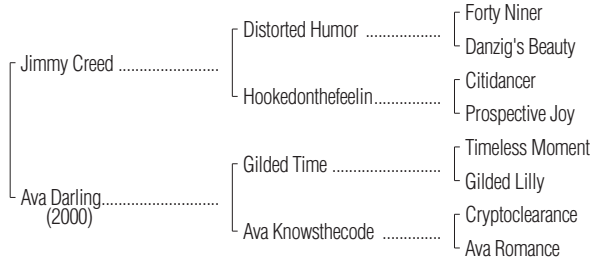 Forty Niner
Distorted Humor ..................
Danzig's Beauty
Jimmy Creed ........................
Citidancer
Hookedonthefeelin................
Prospective Joy
Timeless Moment
Gilded Time ..........................
Gilded Lilly
Ava Darling............................
(2000)
Cryptoclearance
Ava Knowsthecode ..............
Ava Romance